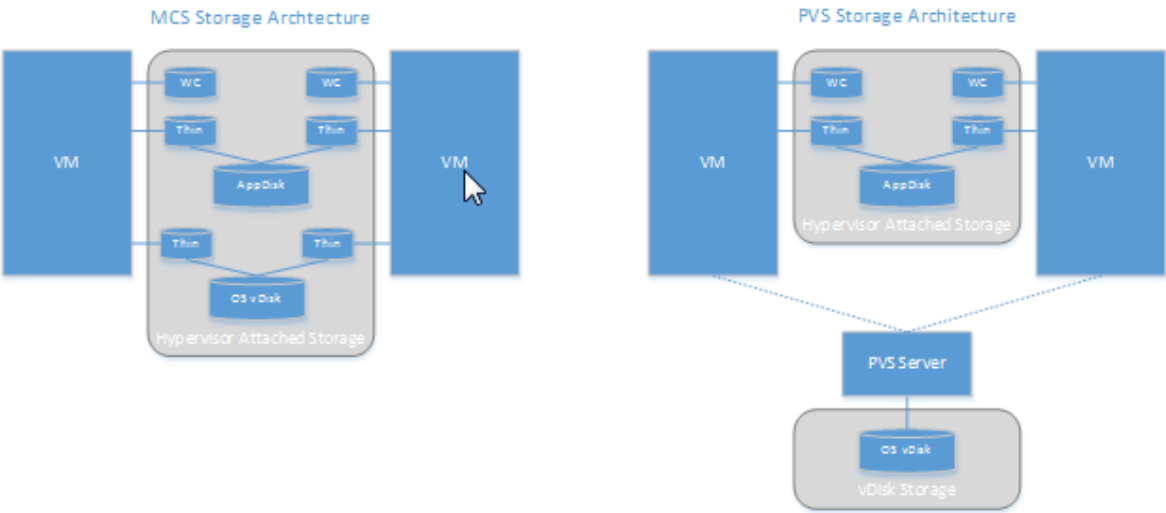 MCS Storage Archtecture
PVS Storage Architecture
VM
WC
WC
Thin
Thin
AppDisk
Thin
Thin
OS vDisk
Hypervisor Attached Storage
VM
VM
WC
WC
Thin
Thin
AppDisk
Hypervisor Attached Storage
VM
PVS Server
OS vDisk
vDisk Storage